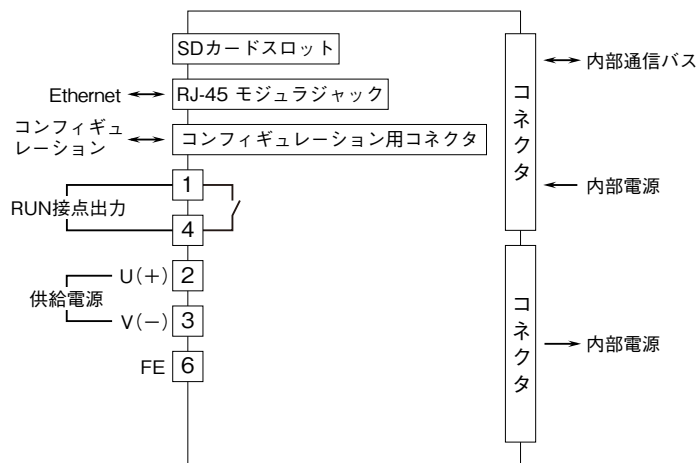 SDカードスロット
Ethernet
RJ-45 モジュラジャック
コンフィギュ
レーション
コンフィギュレーション用コネクタ
RUN接点出力
1
4
供給電源
U(+)
2
V(−)
3
FE
6
コネクタ
内部通信バス
内部電源
コネクタ
内部電源